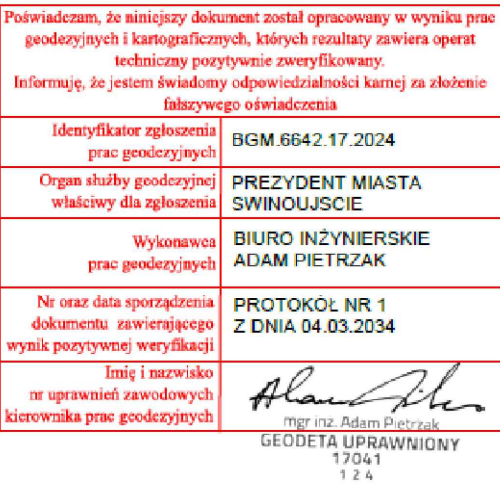 Poświadczam, że niniejszy dokument został opracowany w wyniku prac
geodezyjnych i kartograficznych, których rezultaty zawiera operat
techniczny pozytywnie zweryfikowany.
Informuję, że jestem świadomy odpowiedzialności karnej za złożenie
fałszywego oświadczenia
Identyfikator zgłoszenia
prac geodezyjnych
BGM.6642.17.2024
Organ służby geodezyjnej
właściwy dla zgłoszenia
PREZYDENT MIASTA
SWINOUJSCIE
Wykonawca
prac geodezyjnych
BIURO INŻYNIERSKIE
ADAM PIETRZAK
Nr oraz data sporządzenia
dokumentu zawierającego
wynik pozytywnej weryfikacji
PROTOKÓŁ NR 1
Z DNIA 04.03.2034
Imię i nazwisko
nr uprawnień zawodowych
kierownika prac geodezyjnych
mgr inz. Adam Pietrzak
GEODETA UPRAWNIONY
17041
1 2 4